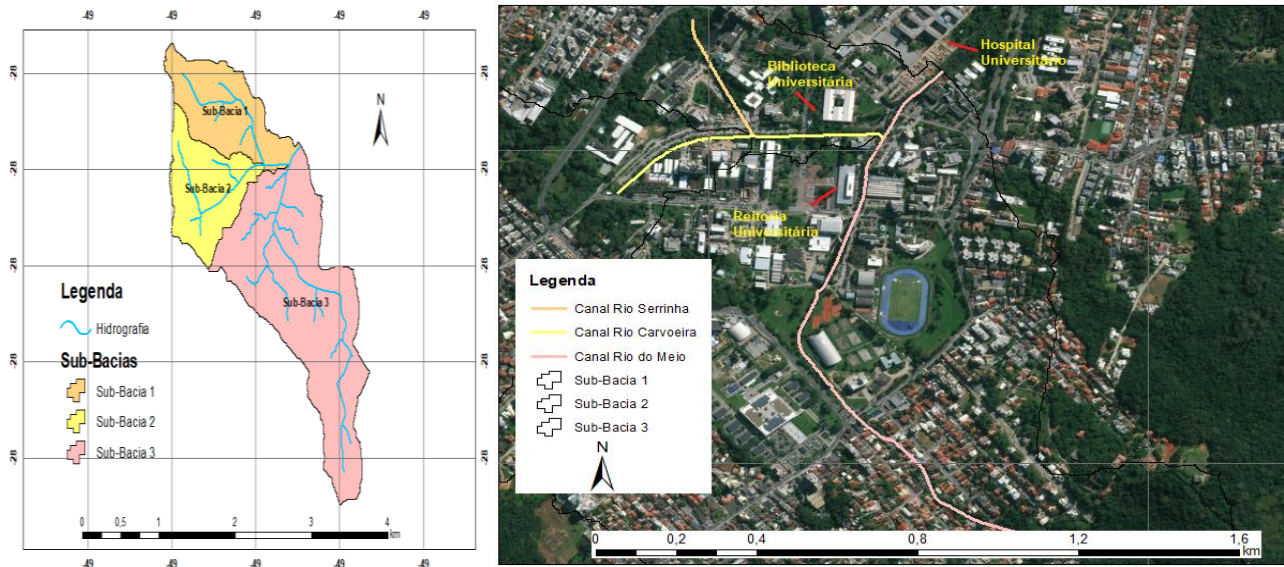 -49
-49
-49
-49
-49
-28
-28
-28
-28
-28
-28
-28
-28
-28
-28
N
Sub-Bacia 1
Sub-Bacia 2
Sub-Bacia 3
Legenda
Hidrografia
Sub-Bacias
Sub-Bacia 1
Sub-Bacia 2
Sub-Bacia 3
0 0,5 1 2 3 4
km
-49
-49
-49
-49
-49
Hospital
Universitário
Biblioteca
Universitária
Reitoria
Universitária
Legenda
Canal Rio Serrinha
Canal Rio Carvoeira
Canal Rio do Meio
Sub-Bacia 1
Sub-Bacia 2
Sub-Bacia 3
N
0 0,2 0,4 0,8 1,2 1,6
km